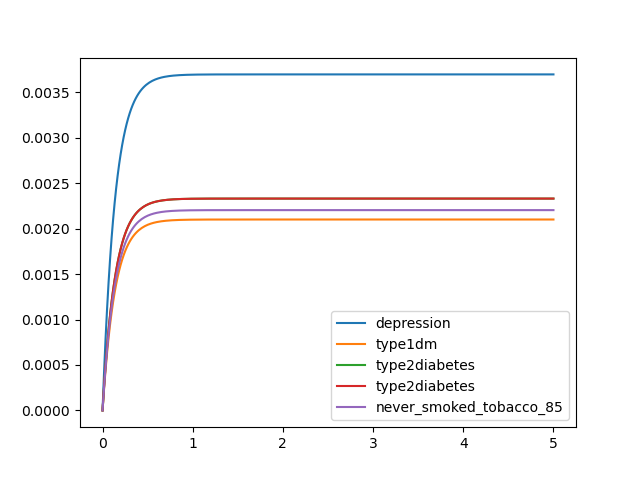 0.0035
0.0030
0.0025
0.0020
0.0015
0.0010
0.0005
0.0000
0 1 2 3 4 5
depression
type1dm
type2diabetes
type2diabetes
never_smoked_tobacco_85